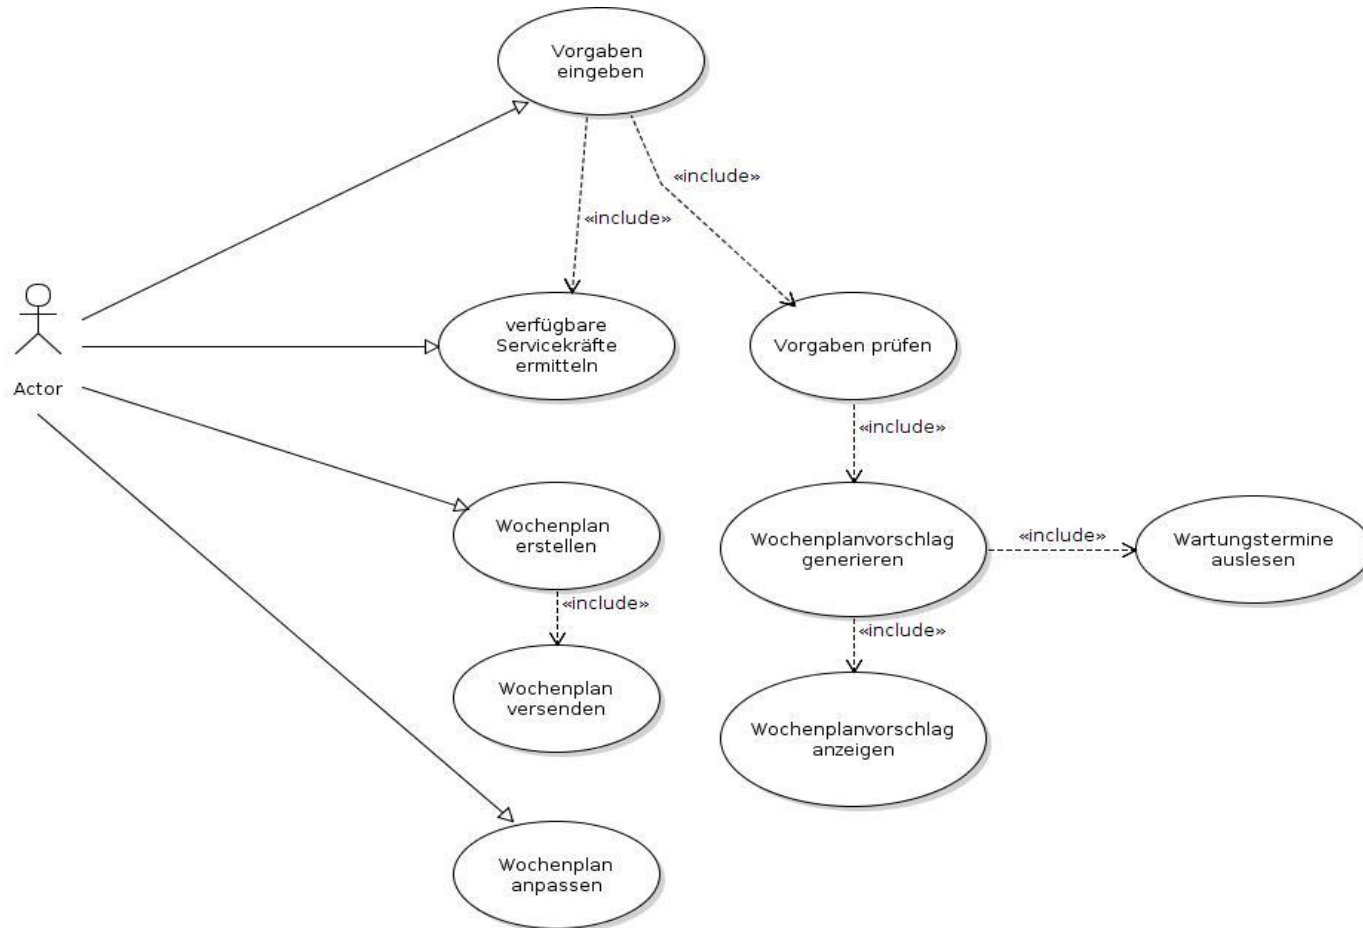 Vorgaben
eingeben
«include»
«include»
verfügbare
Servicekräfte
ermitteln
Vorgaben prüfen
Actor
«include»
Wochenplan
erstellen
Wochenplanvorschlag
generieren
«include»
Wartungstermine
auslesen
«include»
«include»
Wochenplan
versenden
Wochenplanvorschlag
anzeigen
Wochenplan
anpassen